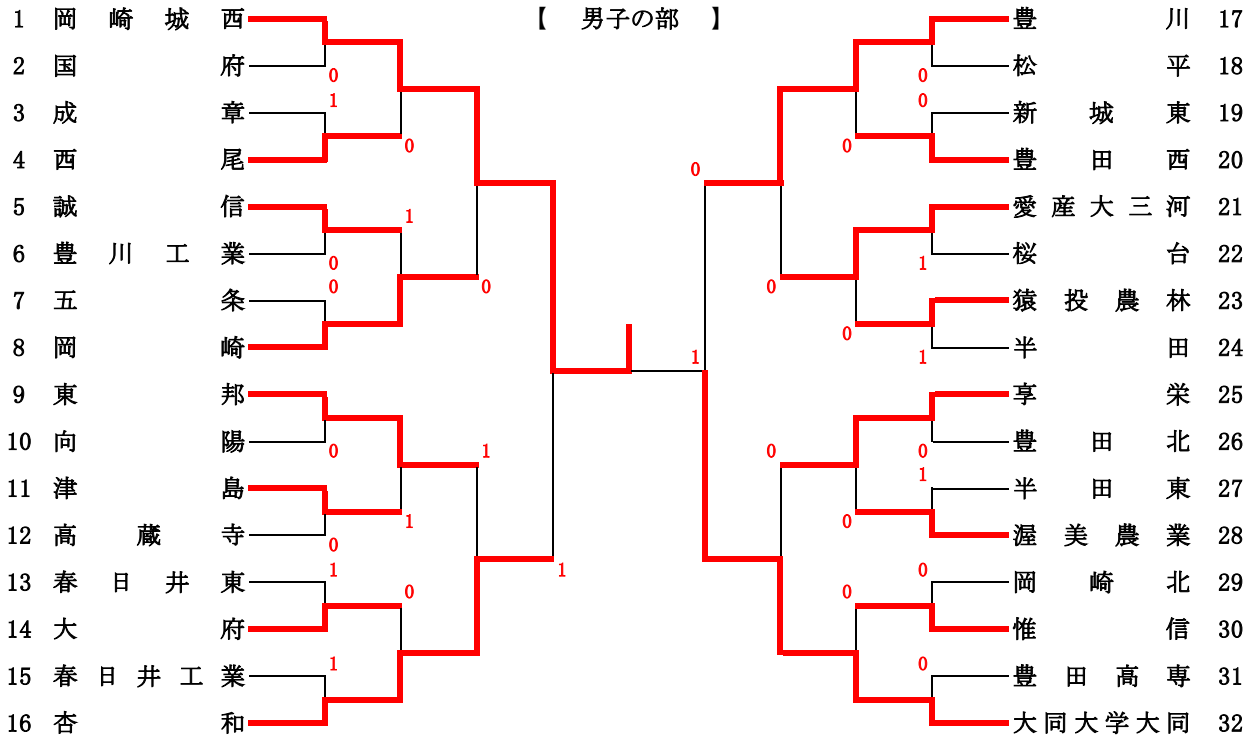 【 男子の部 】
1 岡崎城西
0
2 国府
1
3 成章
0
4 西尾
5 誠信
1
0
6 豊川工業
0
0
7 五条
8 岡崎
9 東邦
0
1
10 向陽
11 津島
1
0
12 高蔵寺
1
1
13 春日井東
0
14 大府
1
15 春日井工業
16 杏和
豊川 17
0
松平 18
0
新城東 19
0
豊田西 20
0
愛産大三河 21
1
桜台 22
0
猿投農林 23
0
1
半田 24
1
享栄 25
0
0
豊田北 26
1
半田東 27
0
渥美農業 28
0
岡崎北 29
0
惟信 30
0
豊田高専 31
大同大学大同 32